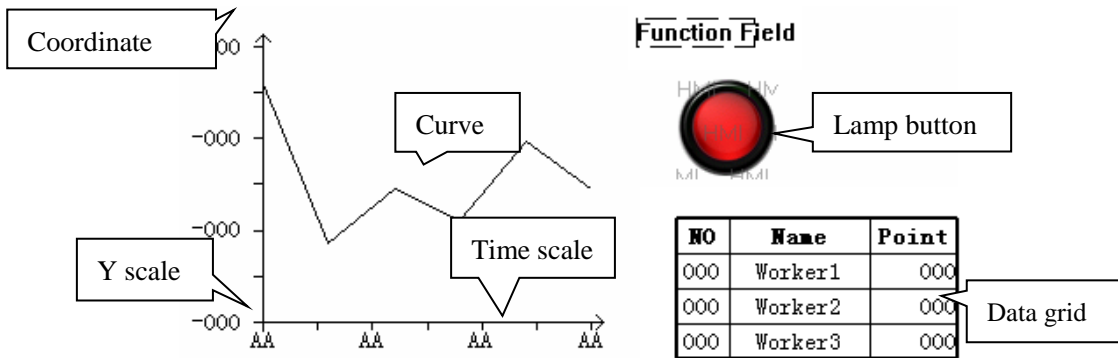 Coordinate
-000
-000
-000
AA AA AA AA
Curve
Y scale
Time scale
Function Field
HMI
Lamp button
NO Name Point
000 Worker1 000
000 Worker2 000
000 Worker3 000
Data grid